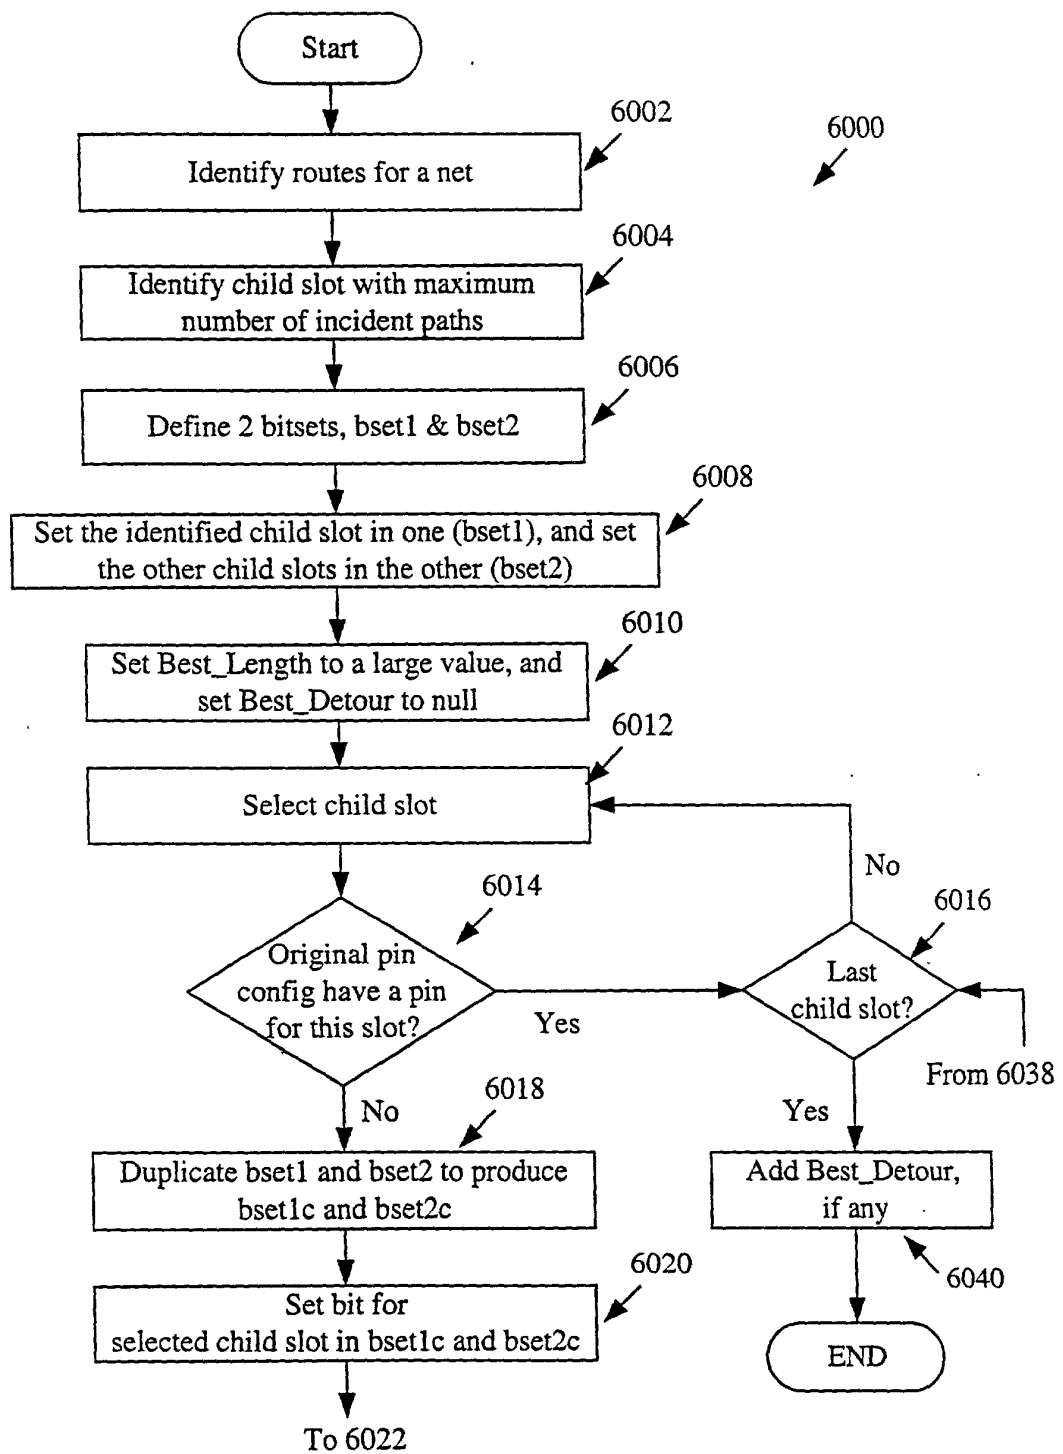 Start
6002
6000
Identify routes for a net
6004
Identify child slot with maximum
number of incident paths
6006
Define 2 bitsets, bset1 & bset2
6008
Set the identified child slot in one (bset1), and set
the other child slots in the other (bset2)
6010
Set Best_Length to a large value, and
set Best_Detour to null
6012
Select child slot
No
6014
6016
Original pin
config have a pin
for this slot?
Last
child slot?
Yes
From 6038
6018
No
Yes
Duplicate bset1 and bset2 to produce
bset1c and bset2c
Add Best_Detour,
if any
6020
6040
Set bit for
selected child slot in bset1c and bset2c
END
To 6022